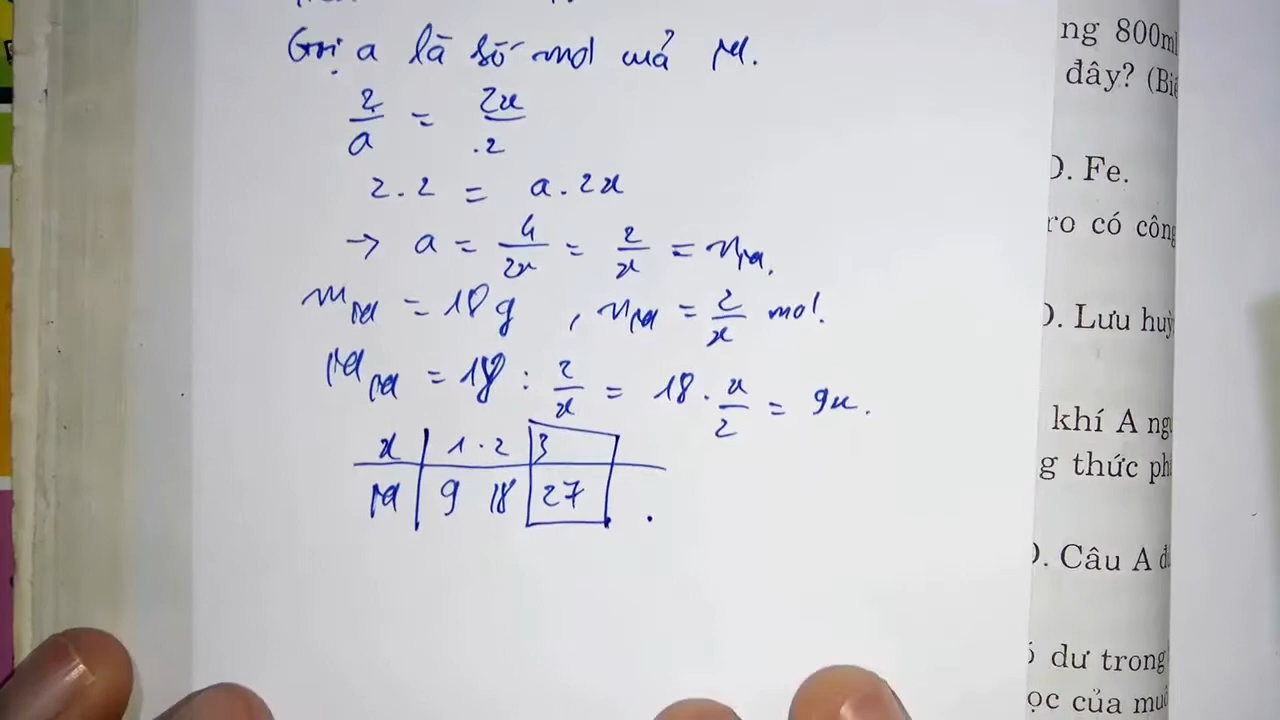 Gọi a là số mol của M.
2/a = 2x/.2
2.2 = a.2x
→ a = 4/2x = 2/x = nM.
mM = 18g , nM = 2/x mol.
MM = 18 : 2/x = 18 . x/2 = 9x.
x | 1 . 2 | 3
M | 9 18 | 27 .
ng 800ml
đây? (Biế
D. Fe.
ro có công
D. Lưu huỳ
khí A ng
g thức ph
D. Câu A đ
dư trong
ọc của mu